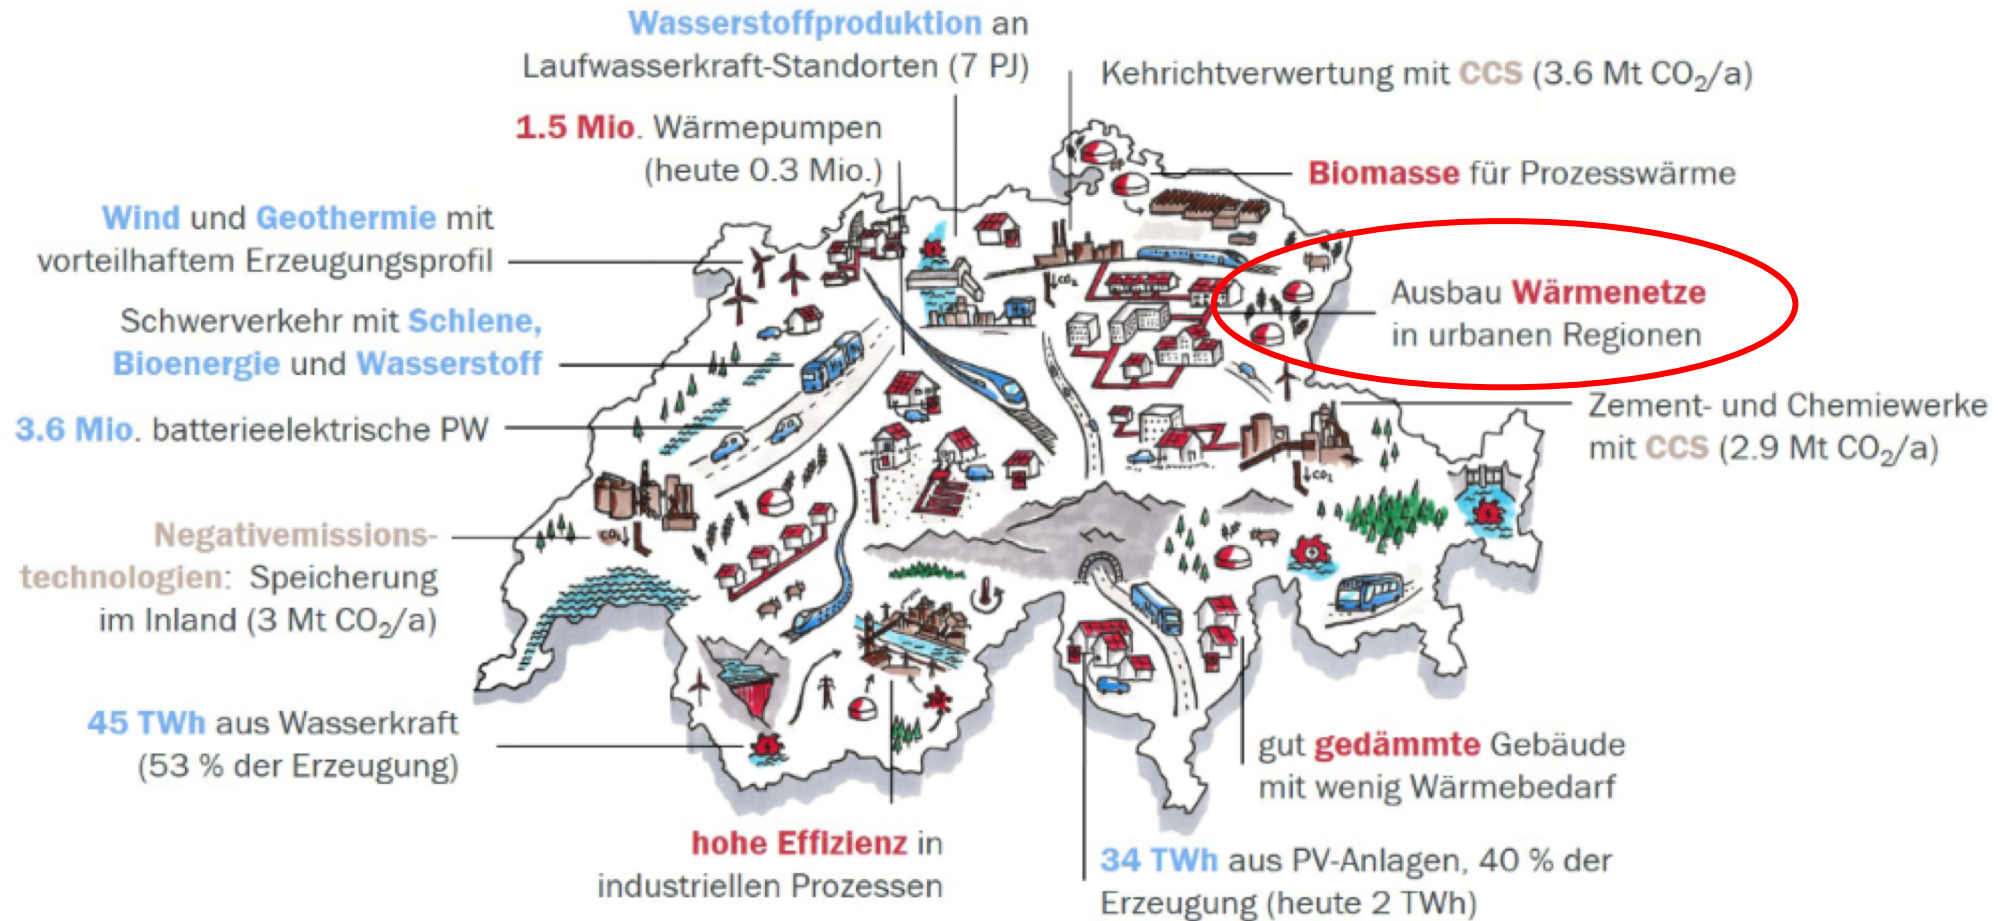 Wasserstoffproduktion an
Laufwasserkraft-Standorten (7 PJ)
Kehrichtverwertung mit CCS (3.6 Mt CO₂/a)
1.5 Mio. Wärmepumpen
(heute 0.3 Mio.)
Biomasse für Prozesswärme
Wind und Geothermie mit
vorteilhaftem Erzeugungsprofil
Ausbau Wärmenetze
in urbanen Regionen
Schwerverkehr mit Schiene,
Bioenergie und Wasserstoff
3.6 Mio. batterieelektrische PW
Zement- und Chemiewerke
mit CCS (2.9 Mt CO₂/a)
Negativemissions-
technologien: Speicherung
im Inland (3 Mt CO₂/a)
45 TWh aus Wasserkraft
(53 % der Erzeugung)
gut gedämmte Gebäude
mit wenig Wärmebedarf
hohe Effizienz in
industriellen Prozessen
34 TWh aus PV-Anlagen, 40 % der
Erzeugung (heute 2 TWh)
CO₂
CO₂
CO₂